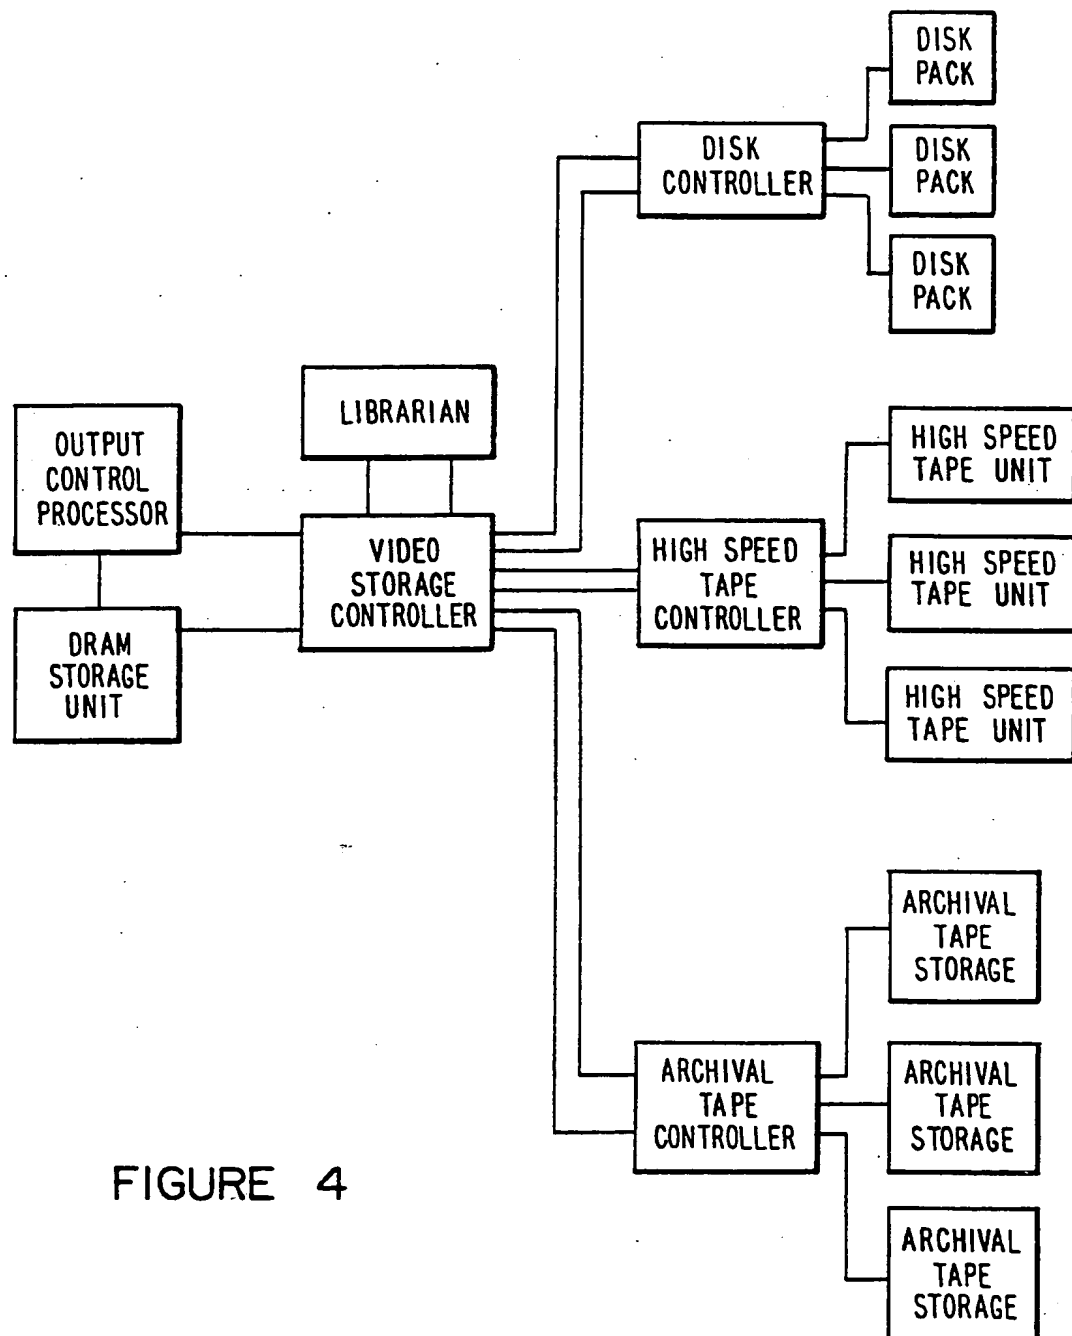 OUTPUT
CONTROL
PROCESSOR
DRAM
STORAGE
UNIT
LIBRARIAN
VIDEO
STORAGE
CONTROLLER
DISK
CONTROLLER
DISK
PACK
DISK
PACK
DISK
PACK
HIGH SPEED
TAPE
CONTROLLER
HIGH SPEED
TAPE UNIT
HIGH SPEED
TAPE UNIT
HIGH SPEED
TAPE UNIT
ARCHIVAL
TAPE
CONTROLLER
ARCHIVAL
TAPE
STORAGE
ARCHIVAL
TAPE
STORAGE
ARCHIVAL
TAPE
STORAGE
FIGURE 4